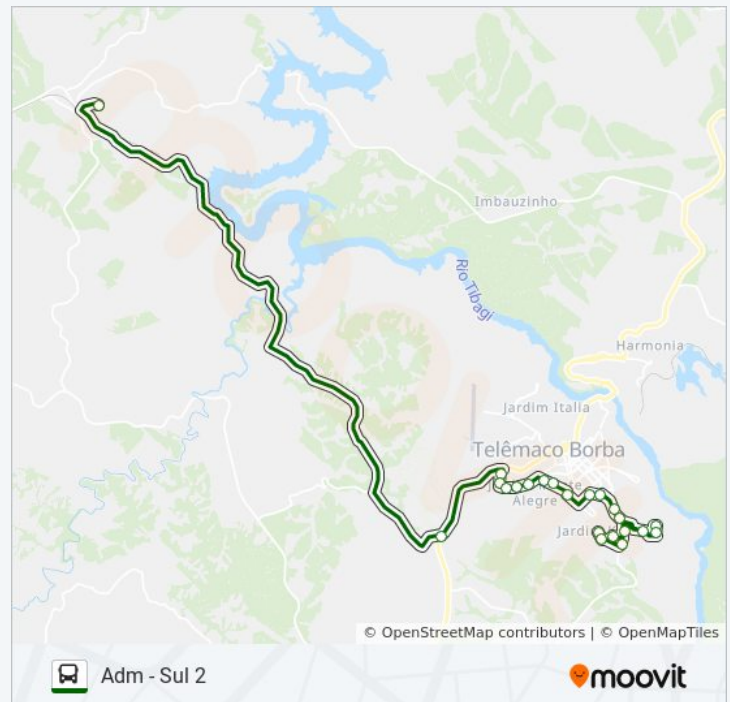 Imbauzinho
Rio Tibagi
Harmonia
Jardim Italia
Telêmaco Borba
Alegre
© OpenStreetMap contributors | © OpenMapTiles
Adm - Sul 2
moovit